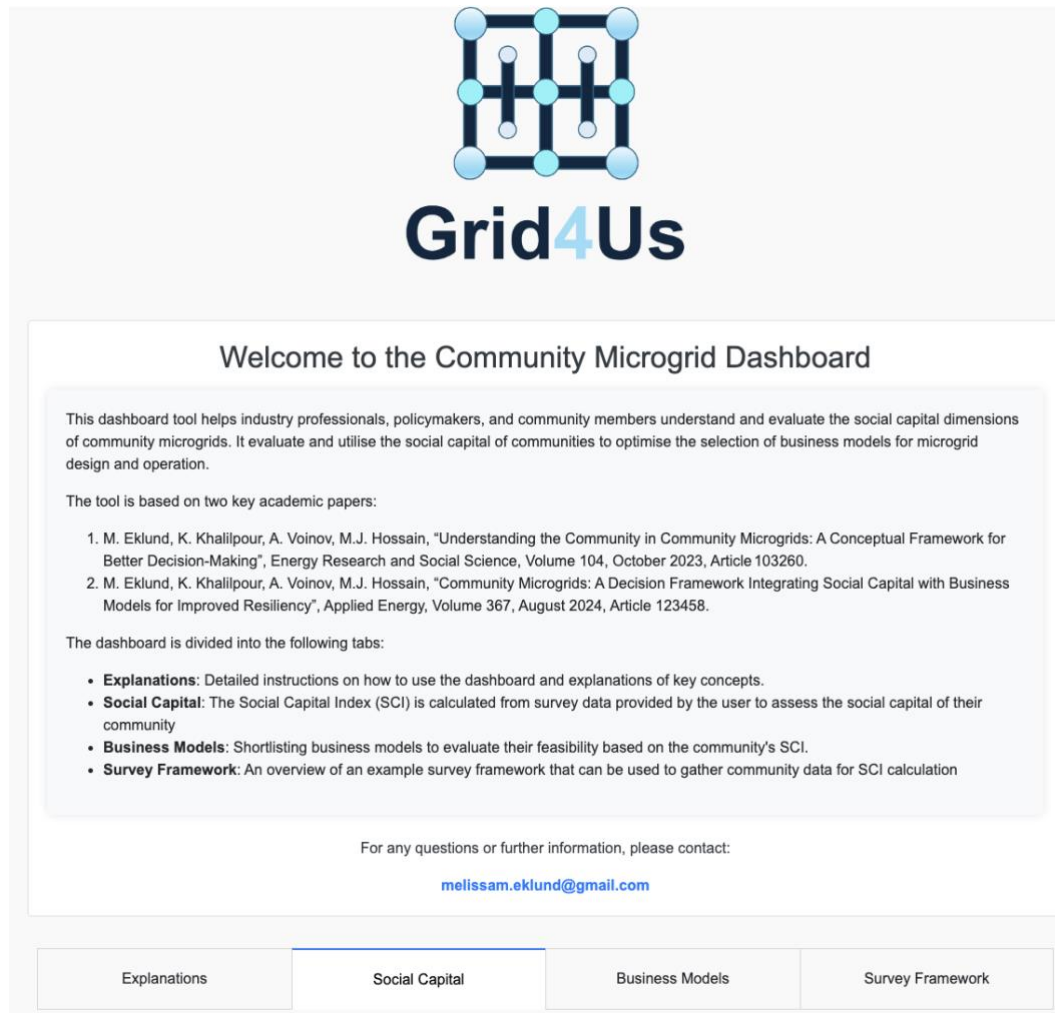 Grid4Us
Welcome to the Community Microgrid Dashboard
This dashboard tool helps industry professionals, policymakers, and community members understand and evaluate the social capital dimensions
of community microgrids. It evaluate and utilise the social capital of communities to optimise the selection of business models for microgrid
design and operation.
The tool is based on two key academic papers:
1. M. Eklund, K. Khalilpour, A. Voinov, M.J. Hossain, “Understanding the Community in Community Microgrids: A Conceptual Framework for
Better Decision-Making”, Energy Research and Social Science, Volume 104, October 2023, Article 103260.
2. M. Eklund, K. Khalilpour, A. Voinov, M.J. Hossain, “Community Microgrids: A Decision Framework Integrating Social Capital with Business
Models for Improved Resiliency”, Applied Energy, Volume 367, August 2024, Article 123458.
The dashboard is divided into the following tabs:
• Explanations: Detailed instructions on how to use the dashboard and explanations of key concepts.
• Social Capital: The Social Capital Index (SCI) is calculated from survey data provided by the user to assess the social capital of their
community
• Business Models: Shortlisting business models to evaluate their feasibility based on the community's SCI.
• Survey Framework: An overview of an example survey framework that can be used to gather community data for SCI calculation
For any questions or further information, please contact:
melissam.eklund@gmail.com
Explanations Social Capital Business Models Survey Framework